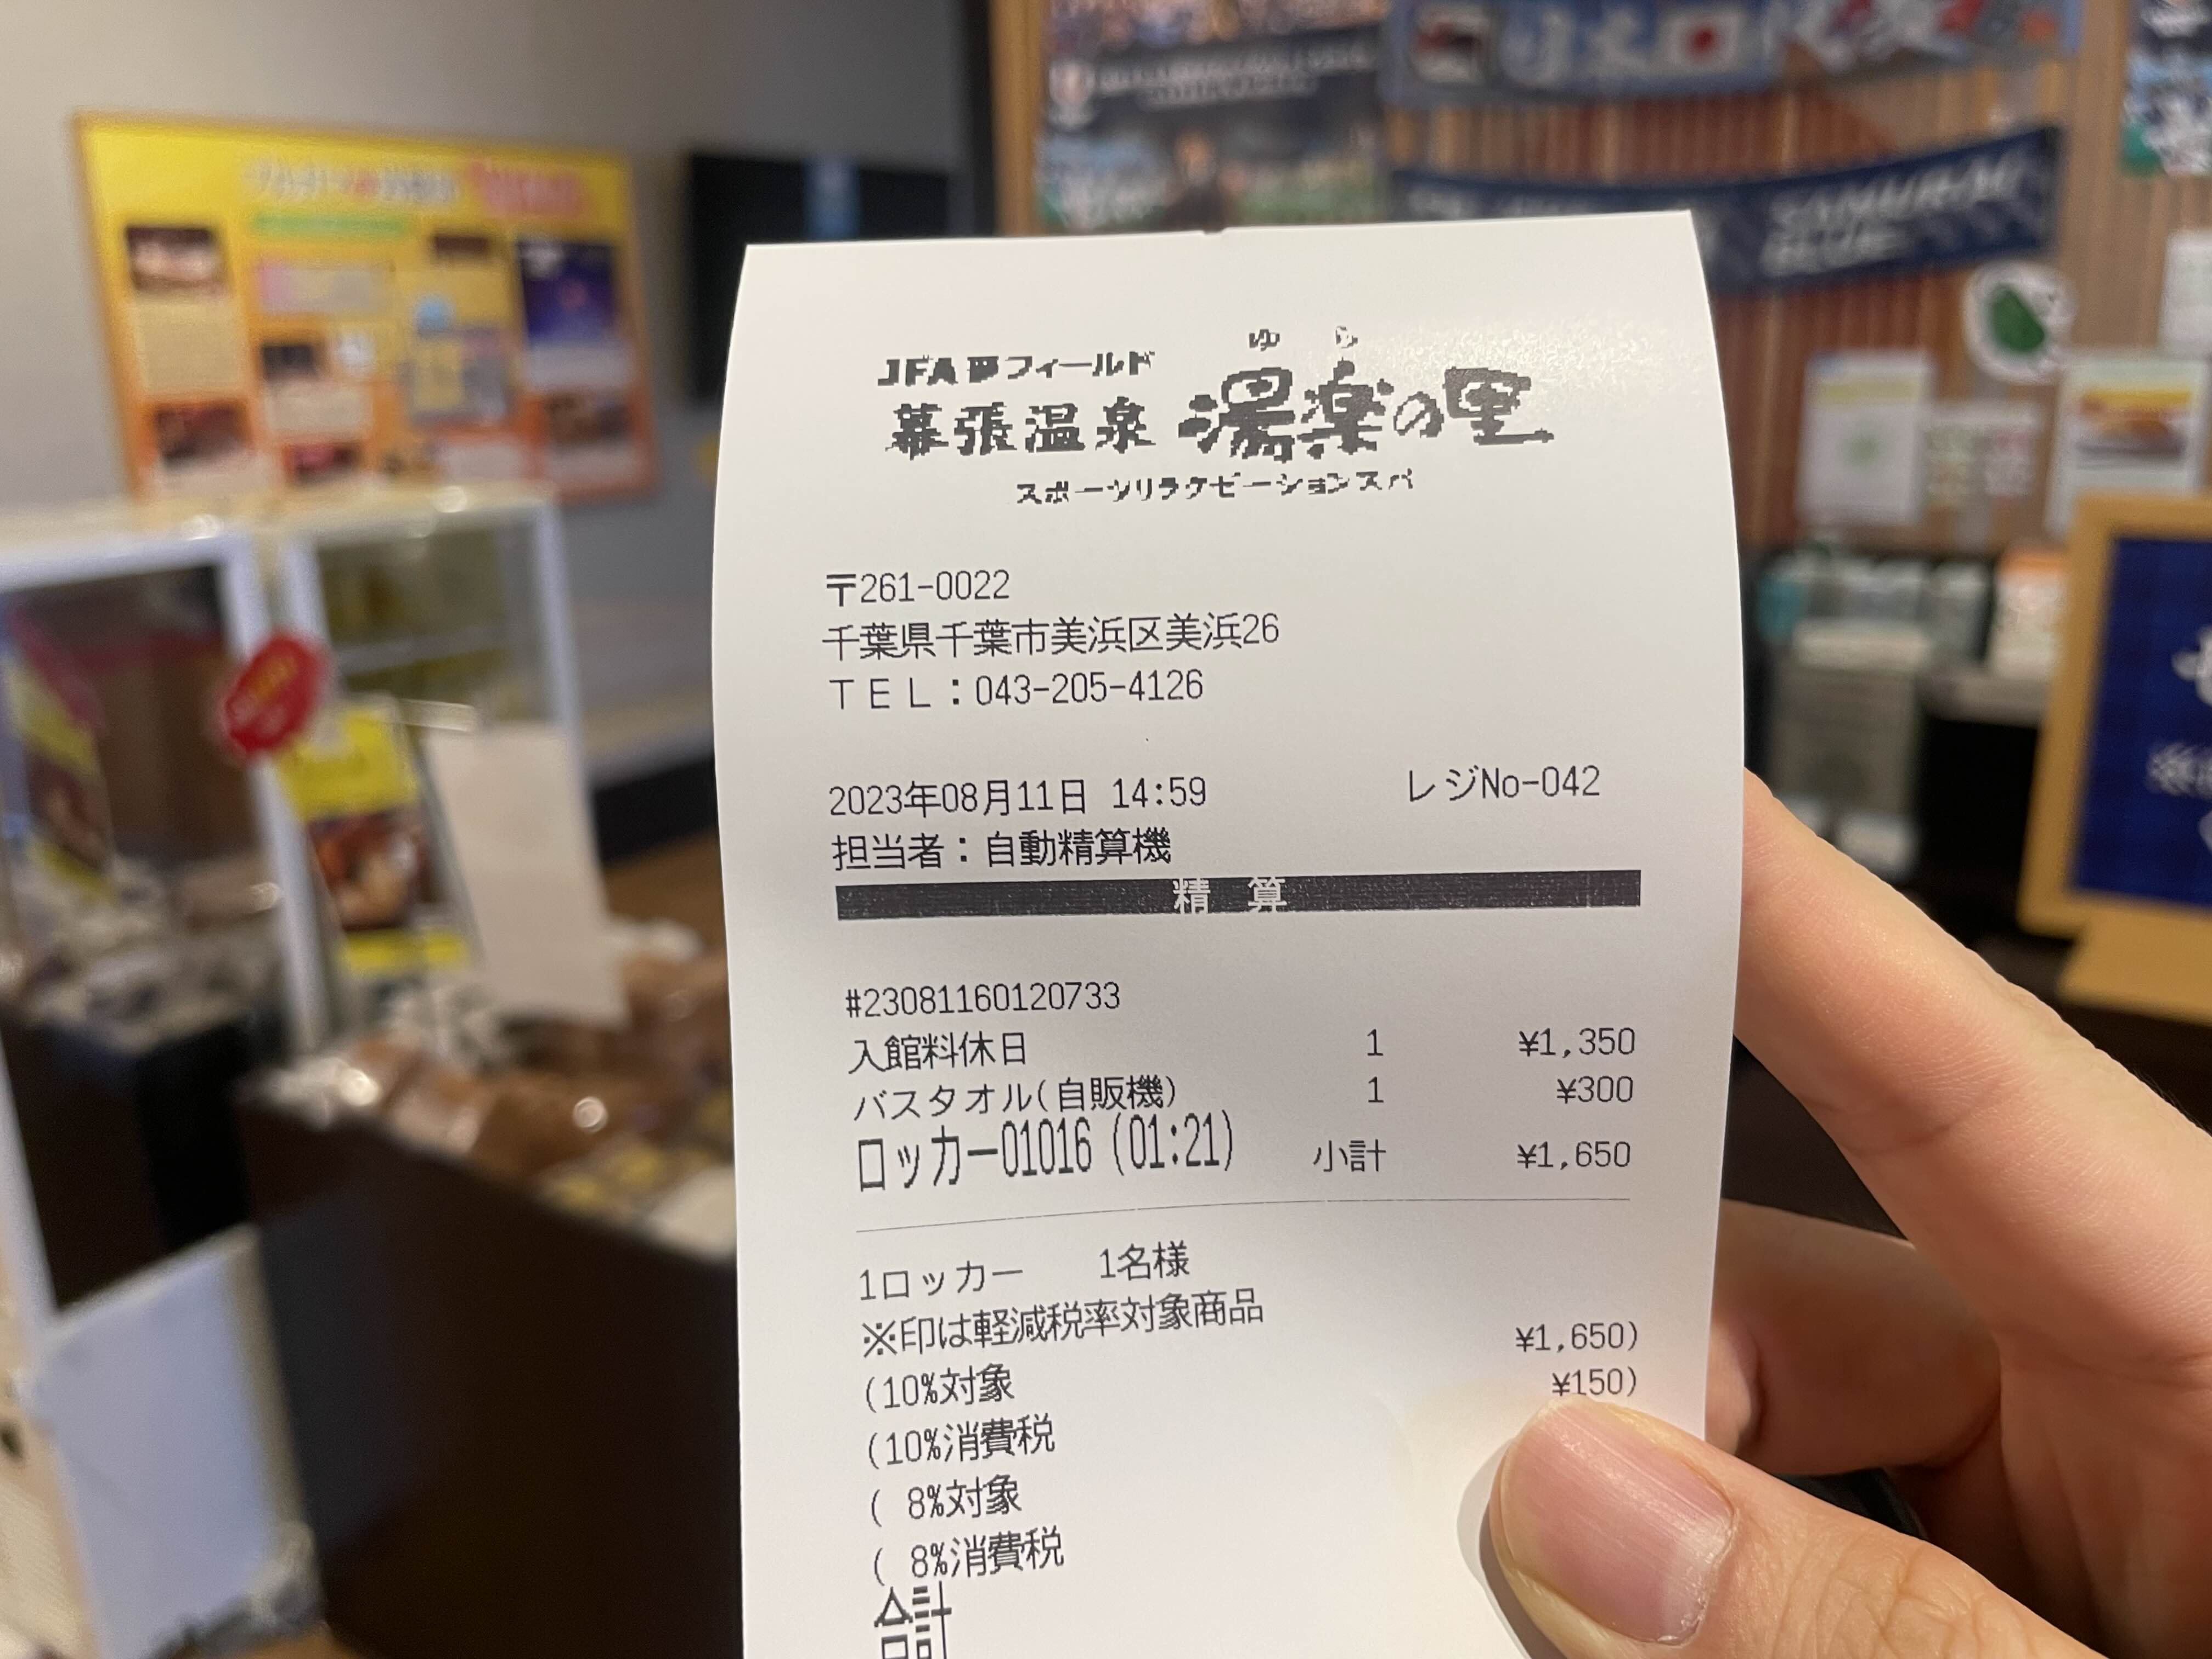 SAMURAI
BLUE
ゆ ら
JFA夢フィールド
幕張温泉 湯楽の里
スポーツリラクゼーションスパ
〒261-0022
千葉県千葉市美浜区美浜26
TEL:043-205-4126
2023年08月11日 14:59 レジNo-042
担当者:自動精算機
精 算
#23081160120733
入館料休日 1 ¥1,350
バスタオル(自販機) 1 ¥300
ロッカー01016 (01:21) 小計 ¥1,650
1ロッカー 1名様
※印は軽減税率対象商品
(10%対象 ¥1,650)
(10%消費税 ¥150)
( 8%対象
( 8%消費税
合計